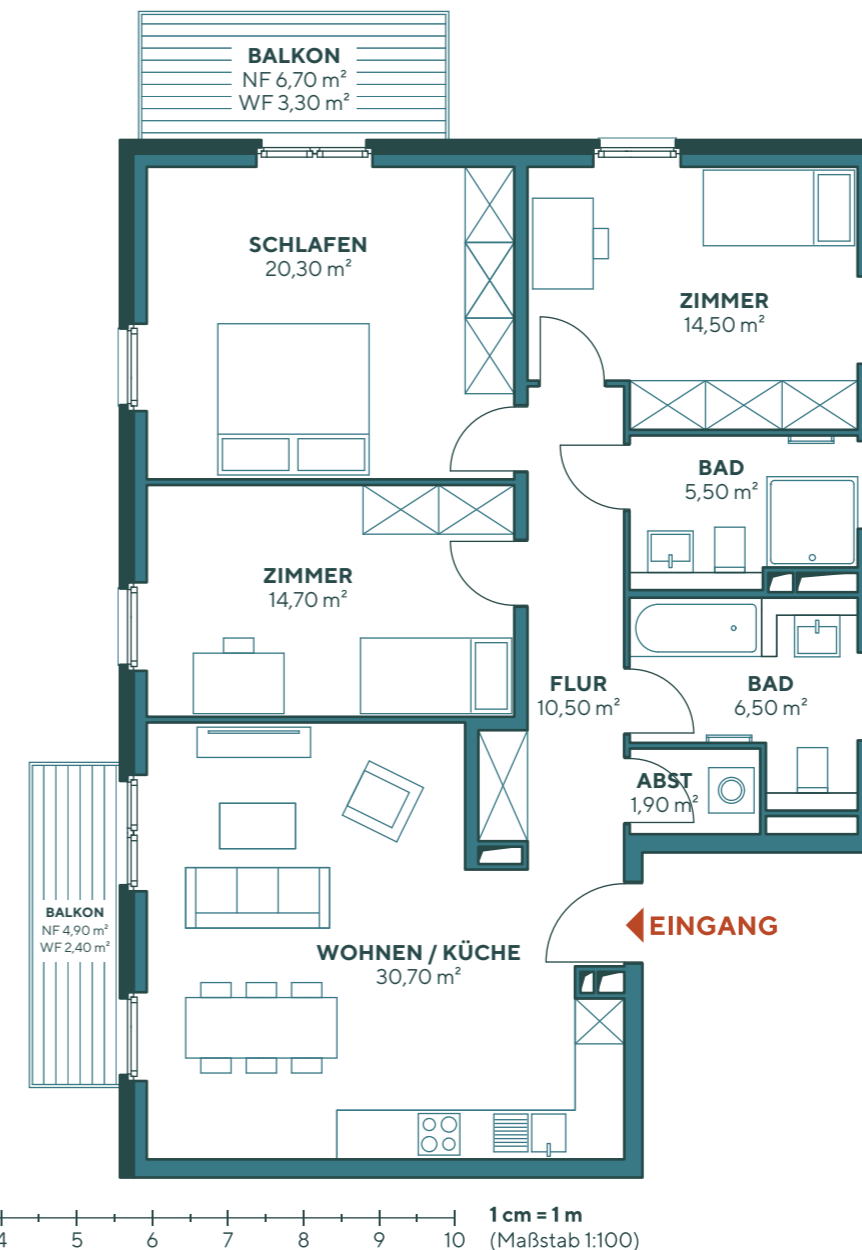 BALKON
NF 6,70 m²
WF 3,30 m²
SCHLAFEN
20,30 m²
ZIMMER
14,50 m²
BAD
5,50 m²
ZIMMER
14,70 m²
FLUR
10,50 m²
BAD
6,50 m²
ABST
1,90 m²
BALKON
NF 4,90 m²
WF 2,40 m²
WOHNEN / KÜCHE
30,70 m²
EINGANG
4 5 6 7 8 9 10
1 cm = 1 m
(Maßstab 1:100)